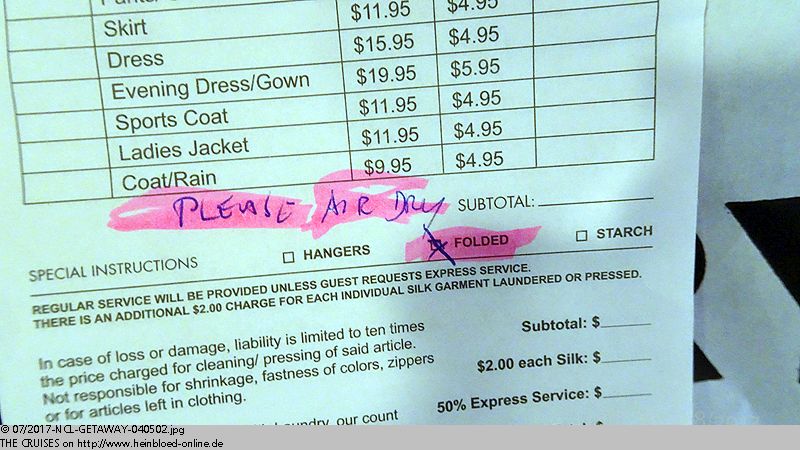 $11.95 $4.95
Skirt $15.95 $4.95
Dress $19.95 $5.95
Evening Dress/Gown $11.95 $4.95
Sports Coat $11.95 $4.95
Ladies Jacket $9.95 $4.95
Coat/Rain
PLEASE AIR DRY SUBTOTAL:
SPECIAL INSTRUCTIONS HANGERS FOLDED STARCH
REGULAR SERVICE WILL BE PROVIDED UNLESS GUEST REQUESTS EXPRESS SERVICE.
THERE IS AN ADDITIONAL $2.00 CHARGE FOR EACH INDIVIDUAL SILK GARMENT LAUNDERED OR PRESSED.
In case of loss or damage, liability is limited to ten times
the price charged for cleaning/ pressing of said article.
Not responsible for shrinkage, fastness of colors, zippers
or for articles left in clothing.
our count
Subtotal: $
$2.00 each Silk: $
50% Express Service: $
© 07/2017-NCL-GETAWAY-040502.jpg
THE CRUISES on http://www.heinbloed-online.de